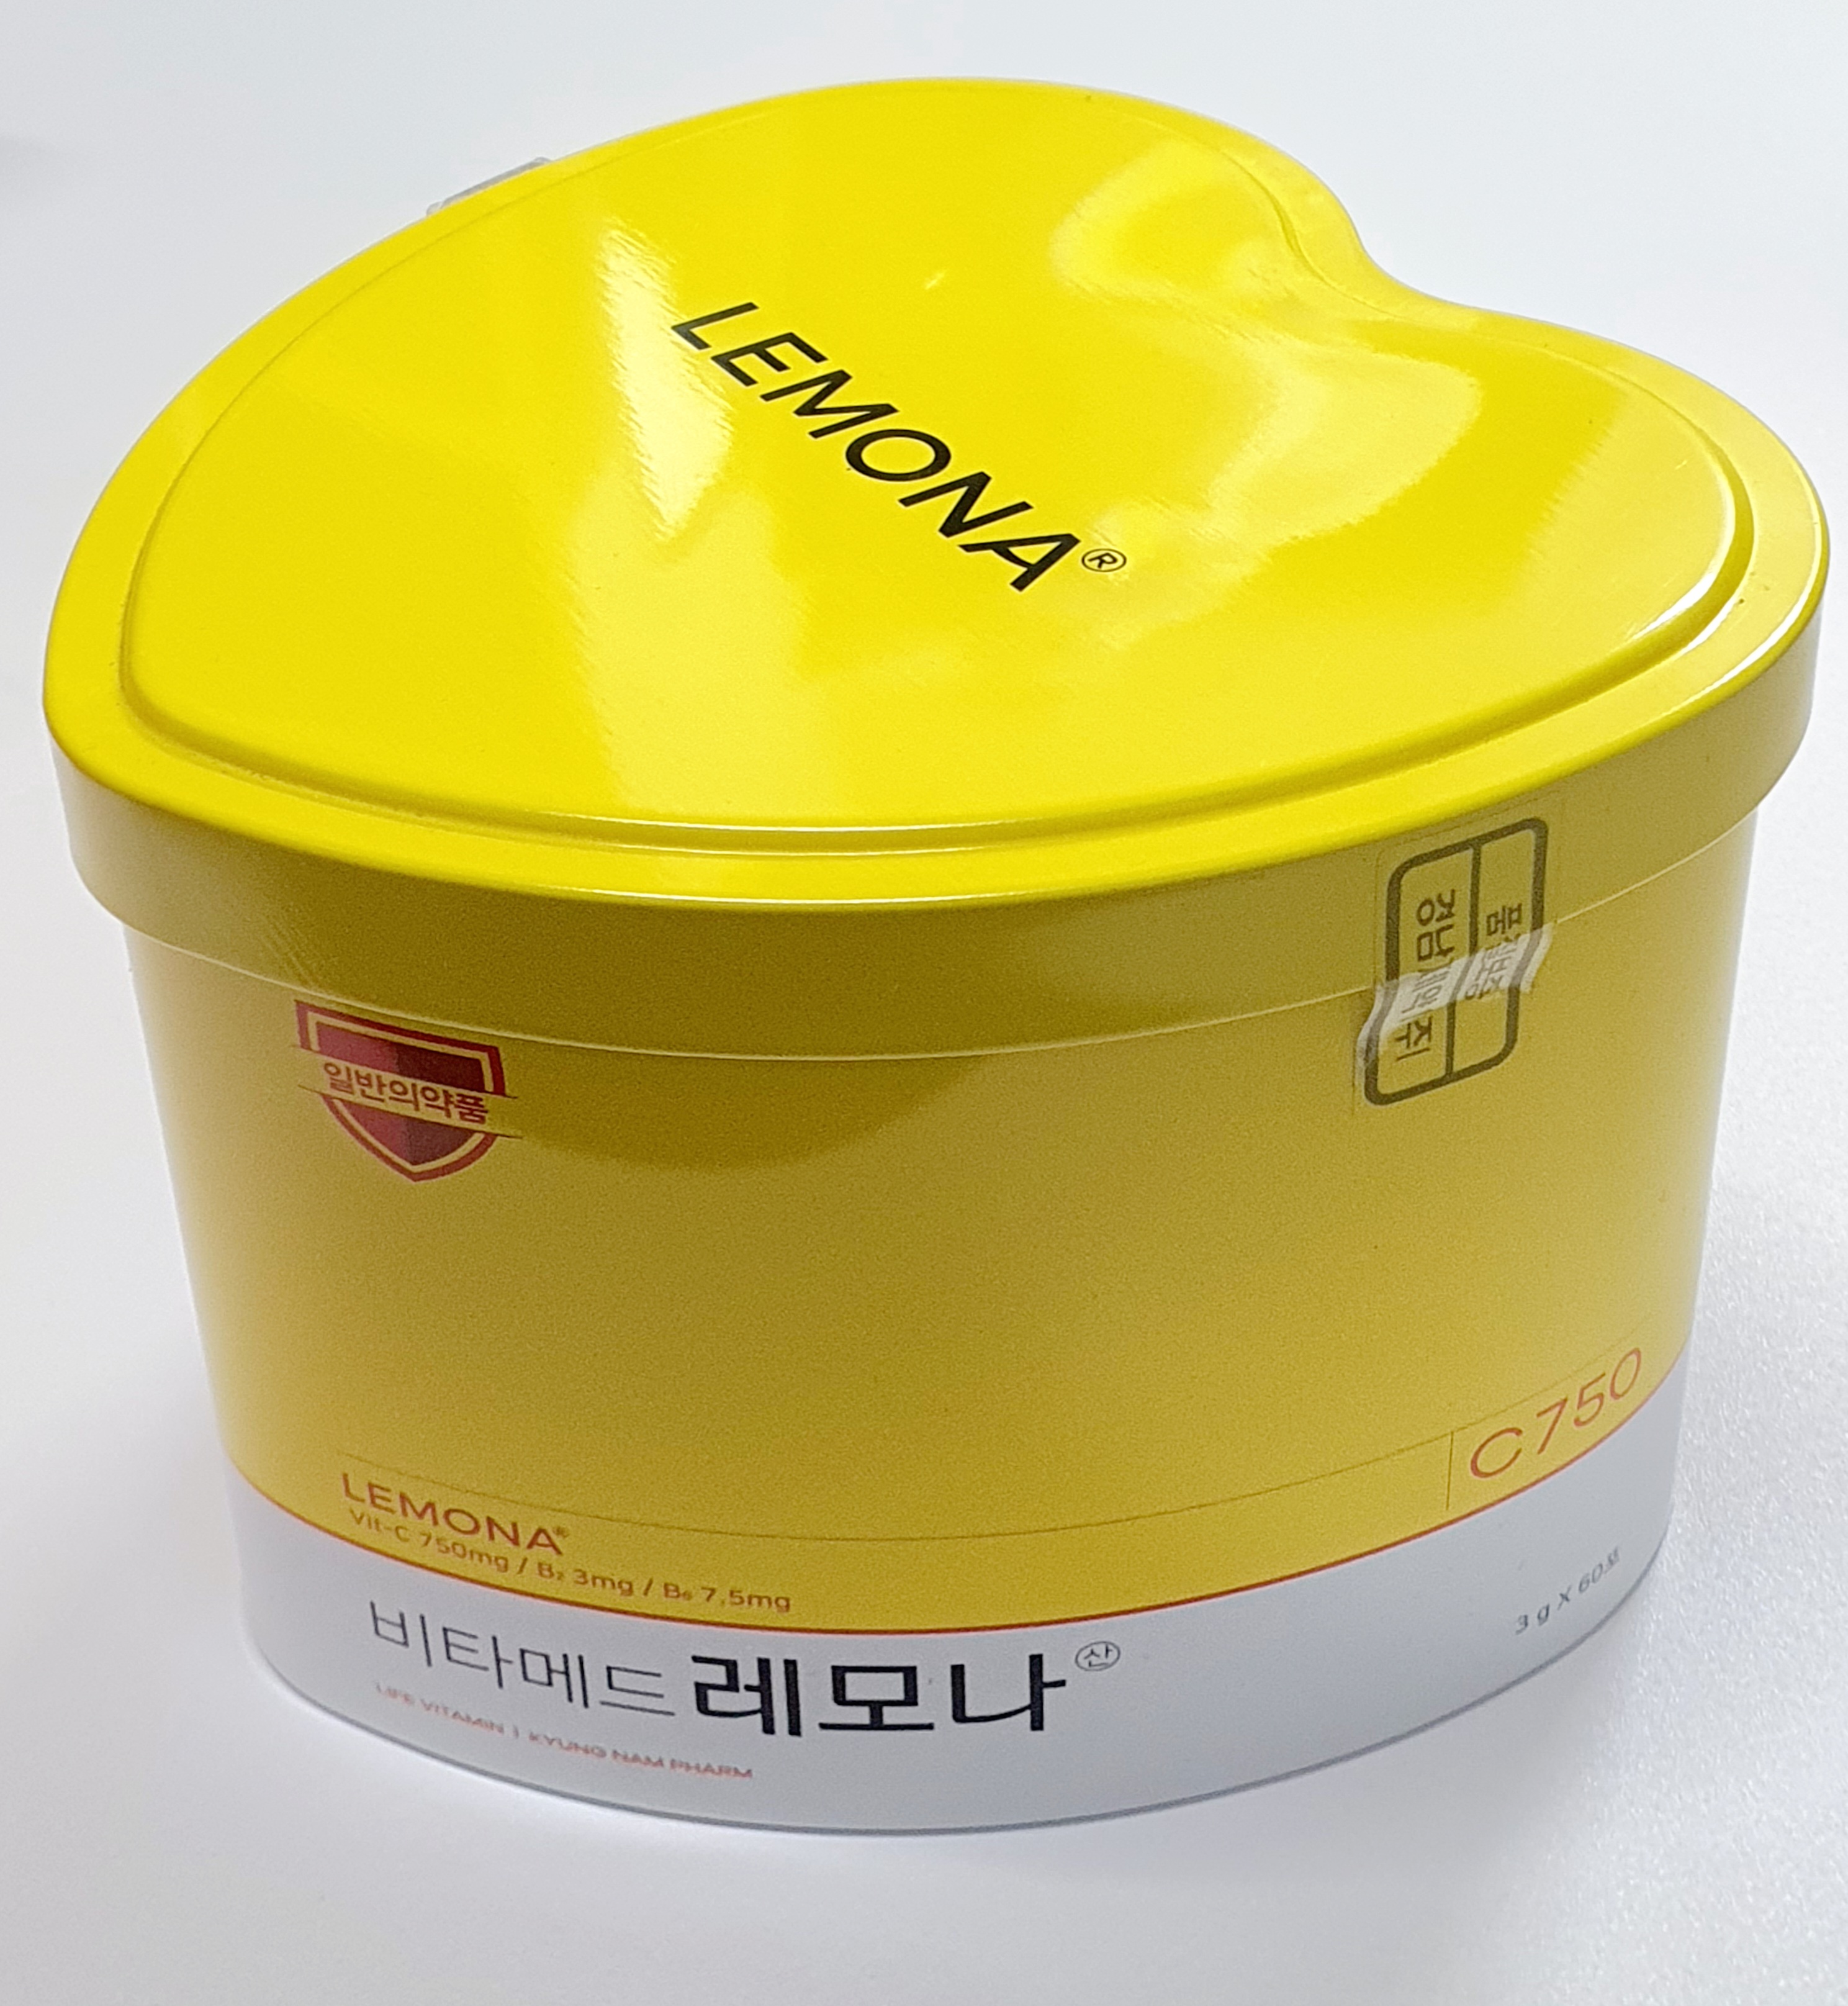 LEMONA®
품질보증
경남제약㈜
일반의약품
C 750
LEMONA®
Vit-C 750mg / B₂ 3mg / B₆ 7.5mg
3 g X 60포
비타메드 레모나㉦
LIFE VITAMIN | KYUNG NAM PHARM